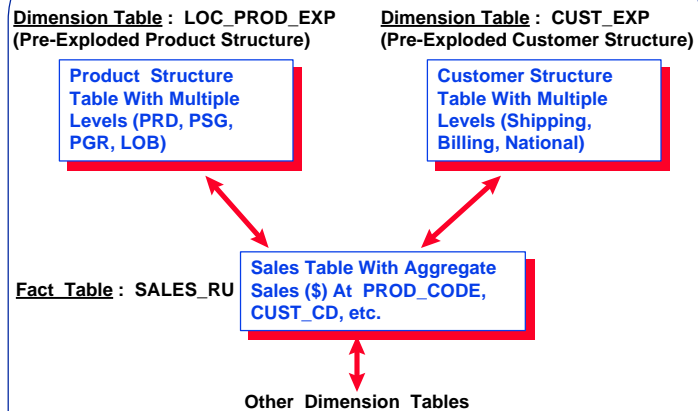 Dimension Table : LOC_PROD_EXP
(Pre-Exploded Product Structure)
Dimension Table : CUST_EXP
(Pre-Exploded Customer Structure)
Product Structure
Table With Multiple
Levels (PRD, PSG,
PGR, LOB)
Customer Structure
Table With Multiple
Levels (Shipping,
Billing, National)
Fact Table : SALES_RU
Sales Table With Aggregate
Sales ($) At PROD_CODE,
CUST_CD, etc.
Other Dimension Tables